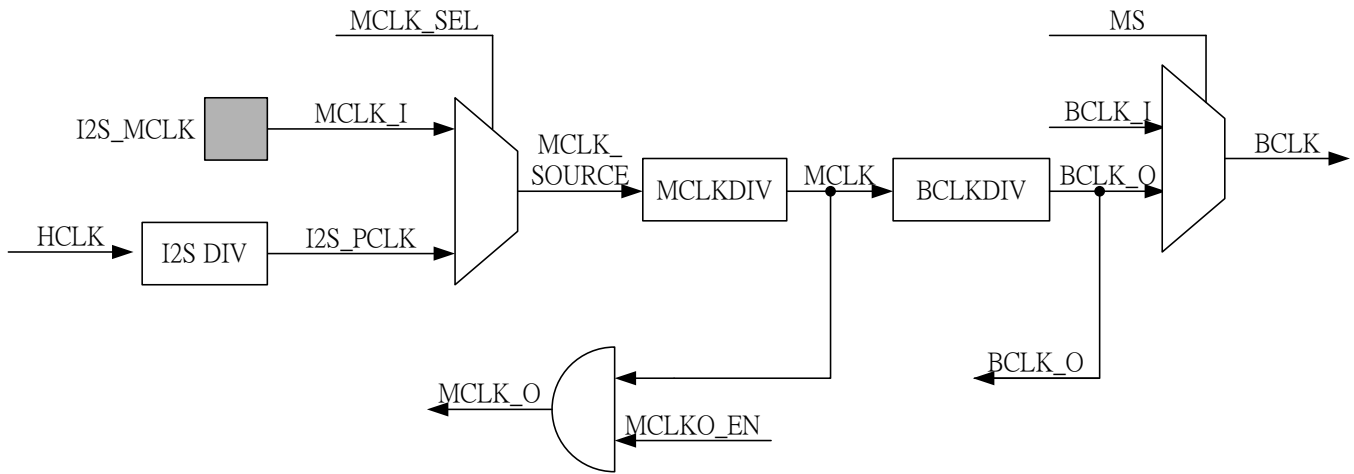 MCLK_SEL
MS
I2S_MCLK
MCLK_I
BCLK_I
MCLK_
SOURCE
MCLKDIV
MCLK
BCLKDIV
BCLK_O
BCLK
HCLK
I2S DIV
I2S_PCLK
MCLK_O
BCLK_O
MCLKO_EN